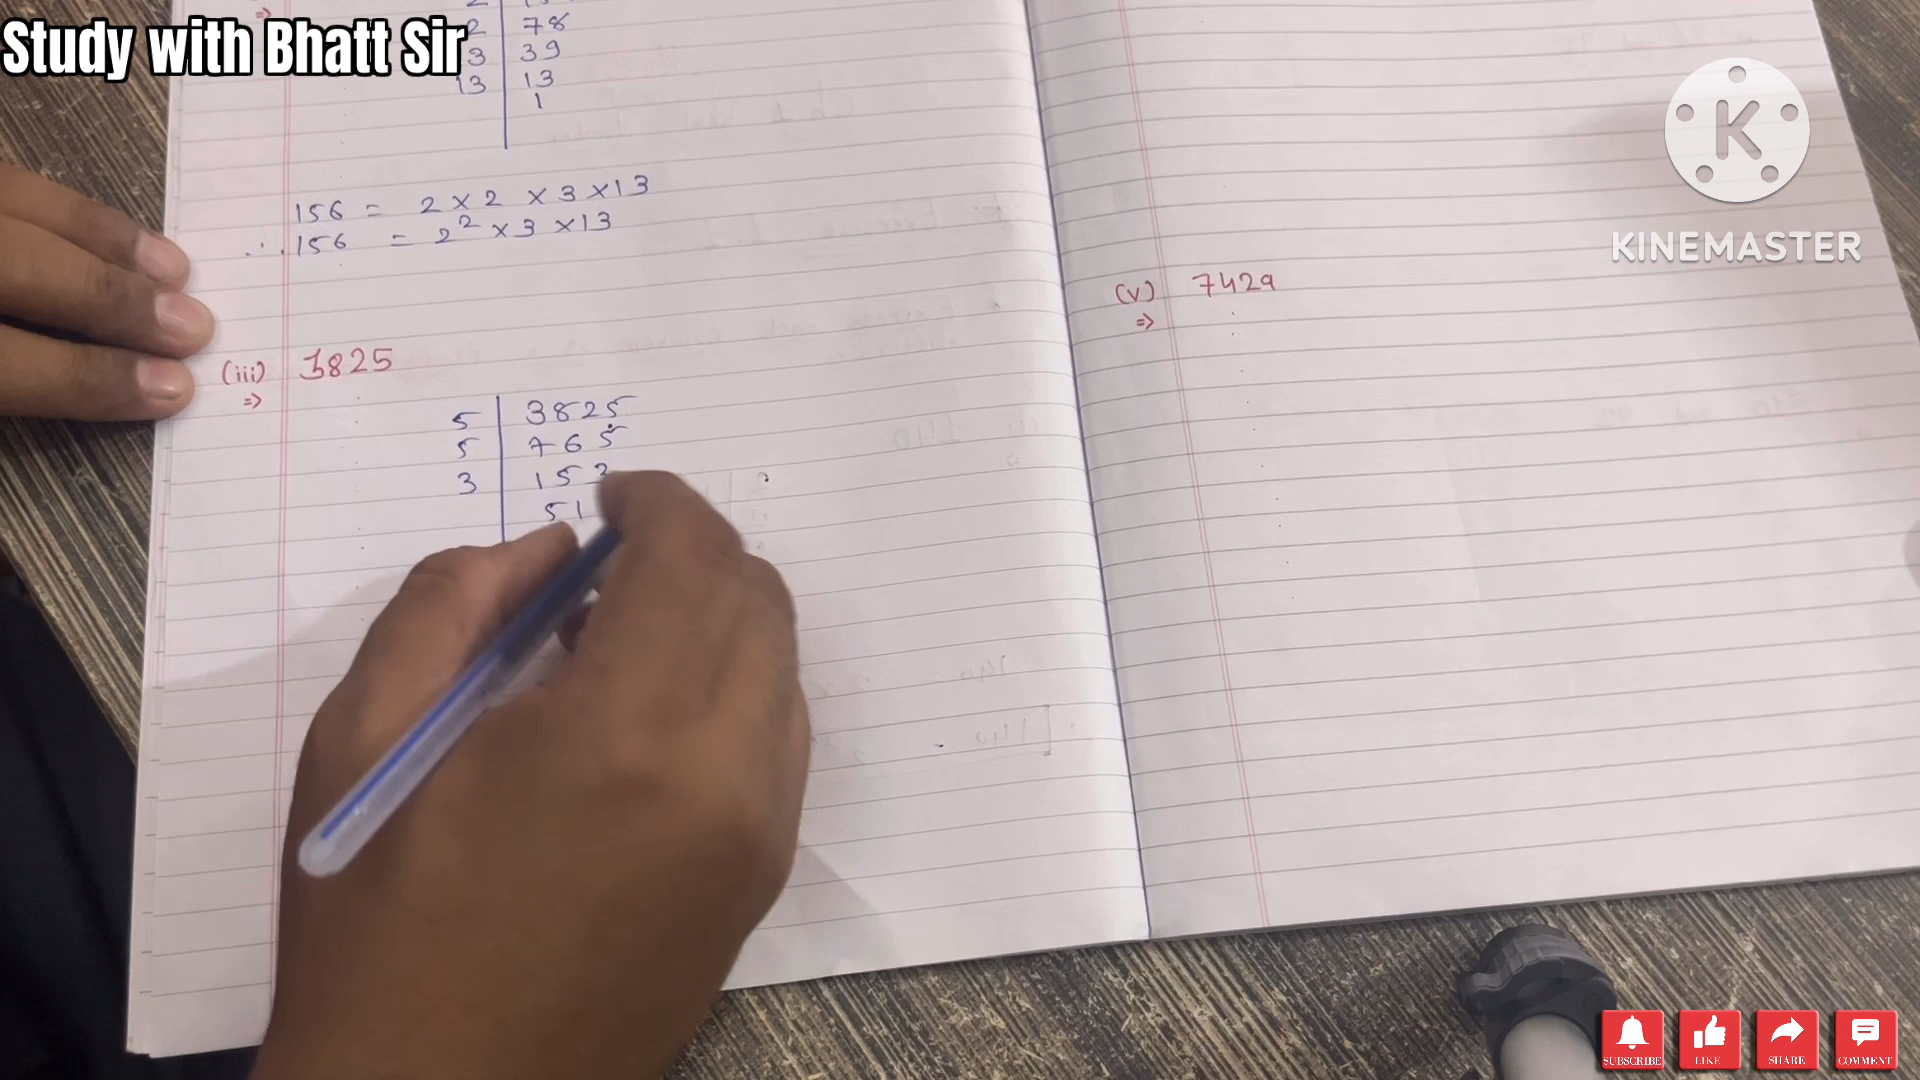 Study with Bhatt Sir
2 78
3 39
13 13
1
156 = 2 × 2 × 3 × 13
∴ 156 = 2² × 3 × 13
(iii) 3825
=>
5 3825
5 765
3 153
51
(v) 7429
=>
K
KINEMASTER
SUBSCRIBE LIKE SHARE COMMENT